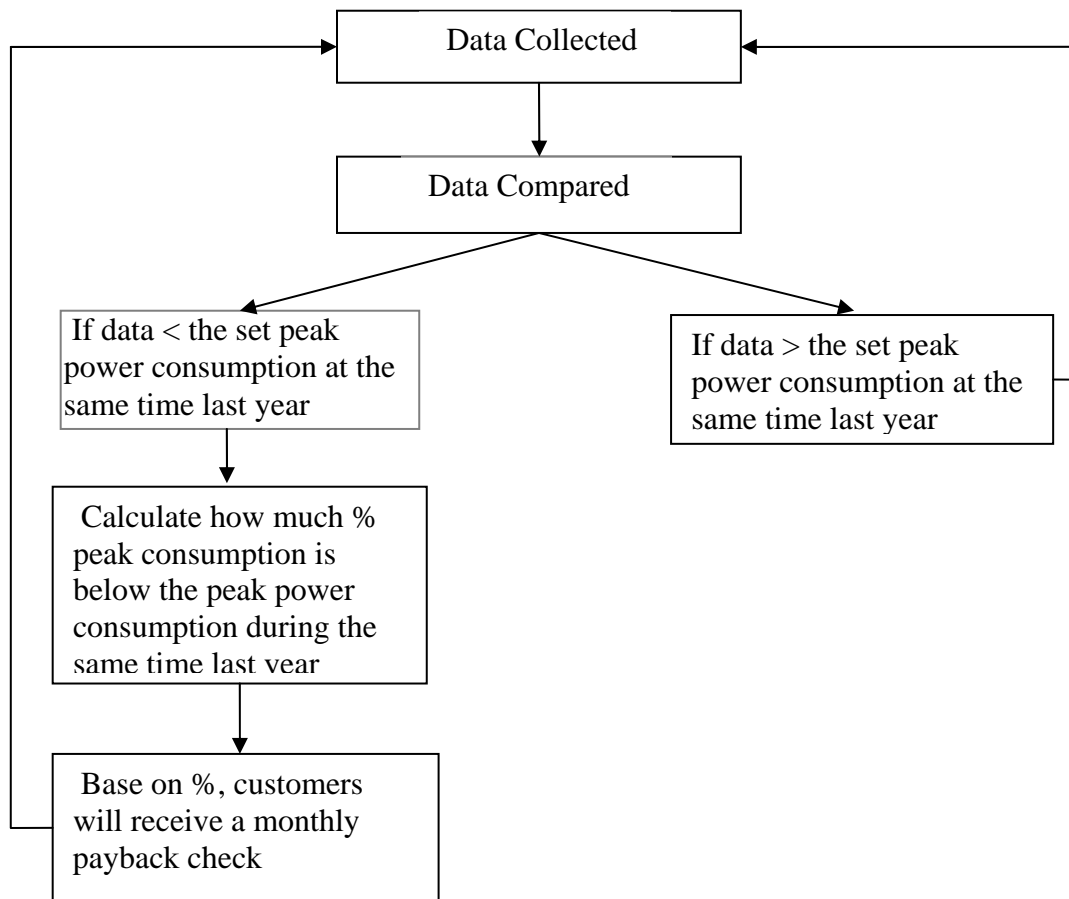 Data Collected
Data Compared
If data < the set peak
power consumption at the
same time last year
If data > the set peak
power consumption at the
same time last year
Calculate how much %
peak consumption is
below the peak power
consumption during the
same time last year
Base on %, customers
will receive a monthly
payback check